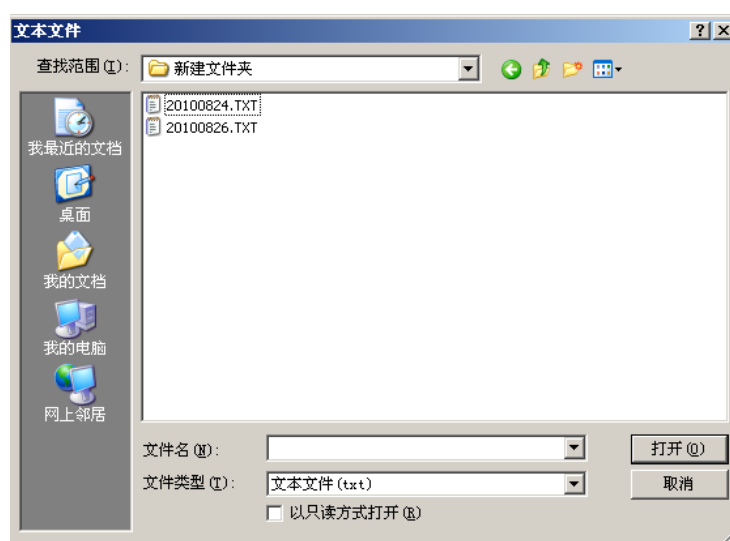 文本文件
查找范围(I):
新建文件夹
20100824.TXT
20100826.TXT
我最近的文档
桌面
我的文档
我的电脑
网上邻居
文件名(N):
打开(O)
文件类型(T):
文本文件(txt)
取消
以只读方式打开(R)